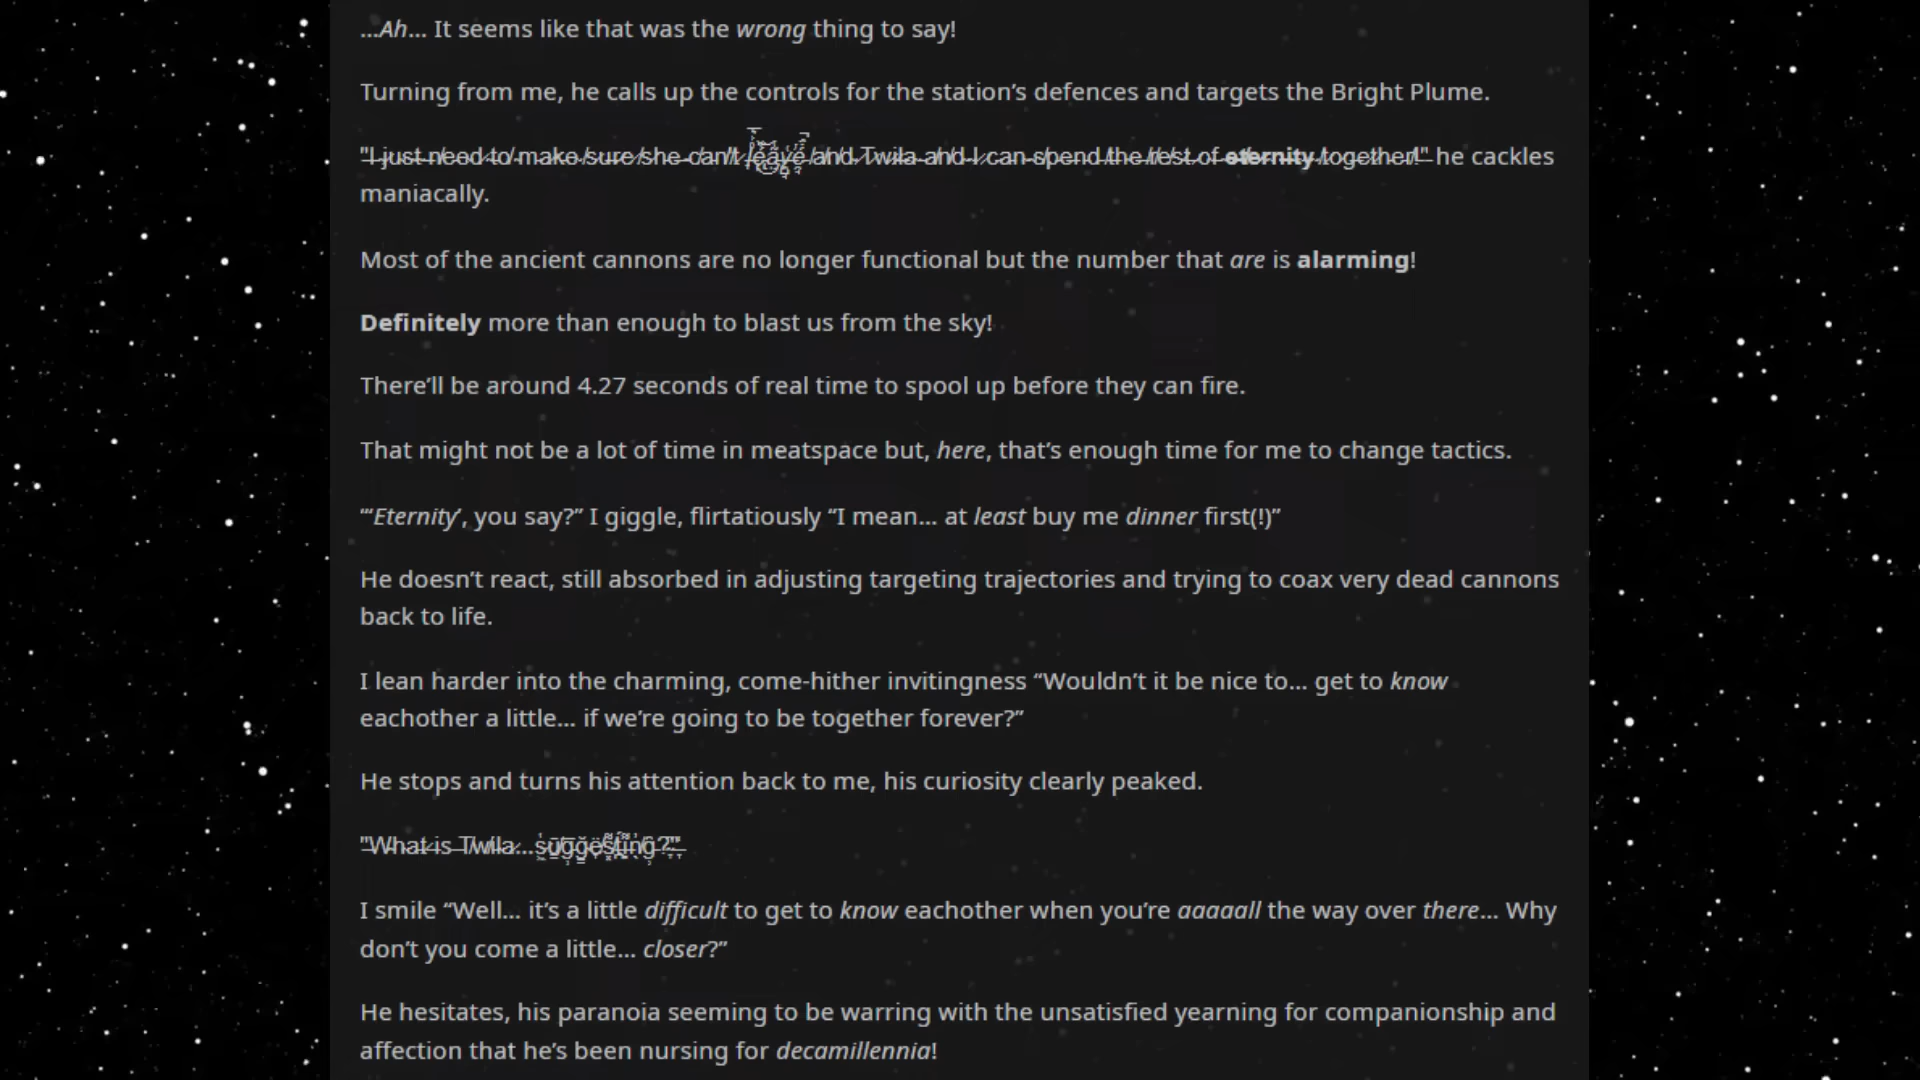 ...Ah... It seems like that was the wrong thing to say!
Turning from me, he calls up the controls for the station’s defences and targets the Bright Plume.
"I just need to make sure she can't leave and Twila and I can spend the rest of eternity together!" he cackles
maniacally.
Most of the ancient cannons are no longer functional but the number that are is alarming!
Definitely more than enough to blast us from the sky!
There’ll be around 4.27 seconds of real time to spool up before they can fire.
That might not be a lot of time in meatspace but, here, that’s enough time for me to change tactics.
“‘Eternity’, you say?” I giggle, flirtatiously “I mean... at least buy me dinner first(!)”
He doesn’t react, still absorbed in adjusting targeting trajectories and trying to coax very dead cannons
back to life.
I lean harder into the charming, come-hither invitingness “Wouldn’t it be nice to... get to know
eachother a little... if we’re going to be together forever?”
He stops and turns his attention back to me, his curiosity clearly peaked.
"What is Twila...suggesting?"
I smile “Well... it’s a little difficult to get to know eachother when you’re aaaaall the way over there... Why
don’t you come a little... closer?”
He hesitates, his paranoia seeming to be warring with the unsatisfied yearning for companionship and
affection that he’s been nursing for decamillennia!